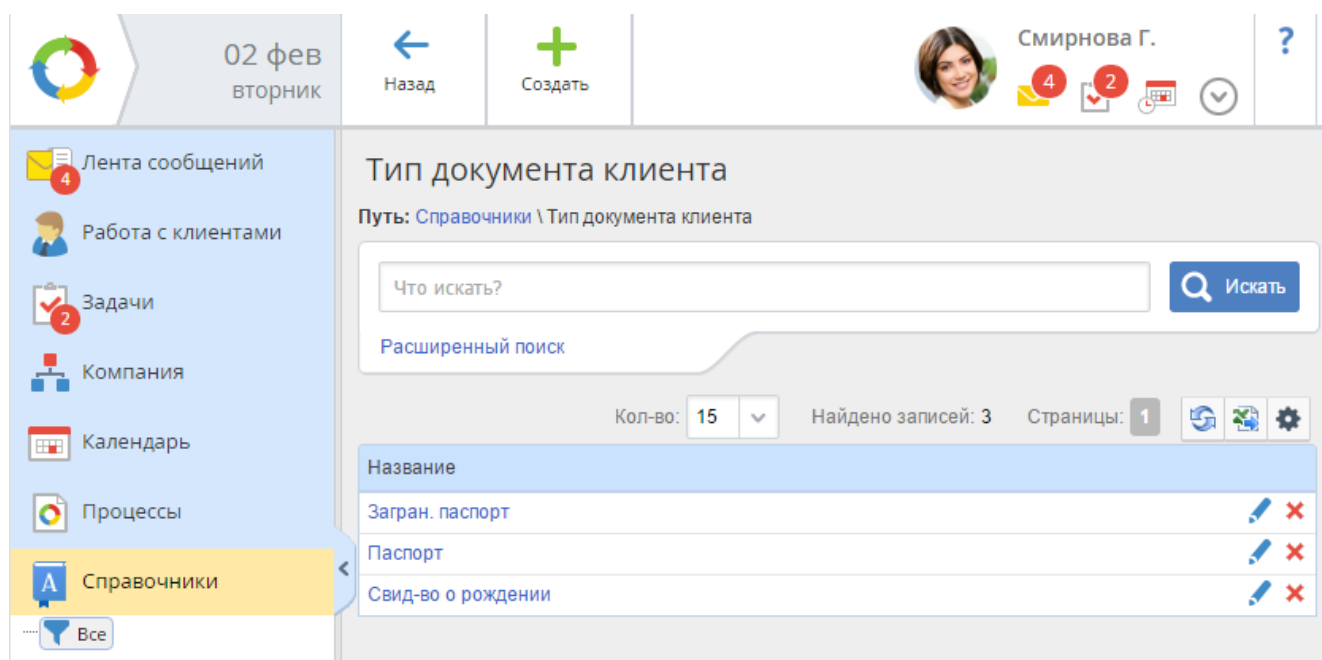 02 фев
вторник
Назад
Создать
Смирнова Г.
4
2
?
Лента сообщений
4
Работа с клиентами
Задачи
2
Компания
Календарь
Процессы
A
Справочники
Все
Тип документа клиента
Путь: Справочники \ Тип документа клиента
Что искать?
Искать
Расширенный поиск
Кол-во: 15 Найдено записей: 3 Страницы: 1
Название
Загран. паспорт
Паспорт
Свид-во о рождении